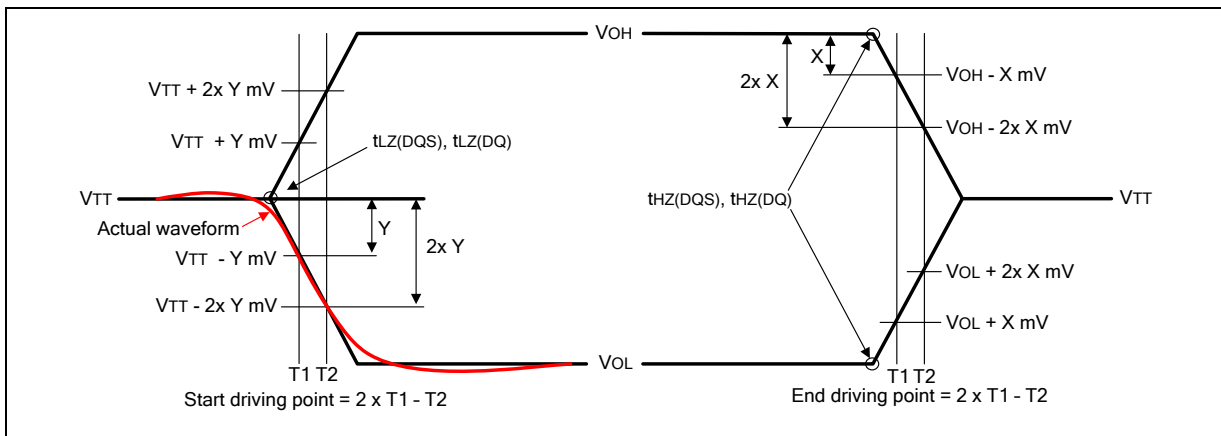 VOH
X
2x X
VOH - X mV
VTT + 2x Y mV
VOH - 2x X mV
VTT + Y mV
tLZ(DQS), tLZ(DQ)
VTT
tHZ(DQS), tHZ(DQ)
VTT
Actual waveform
Y
2x Y
VTT - Y mV
VOL + 2x X mV
VTT - 2x Y mV
VOL + X mV
VOL
T1 T2
T1 T2
Start driving point = 2 x T1 - T2
End driving point = 2 x T1 - T2